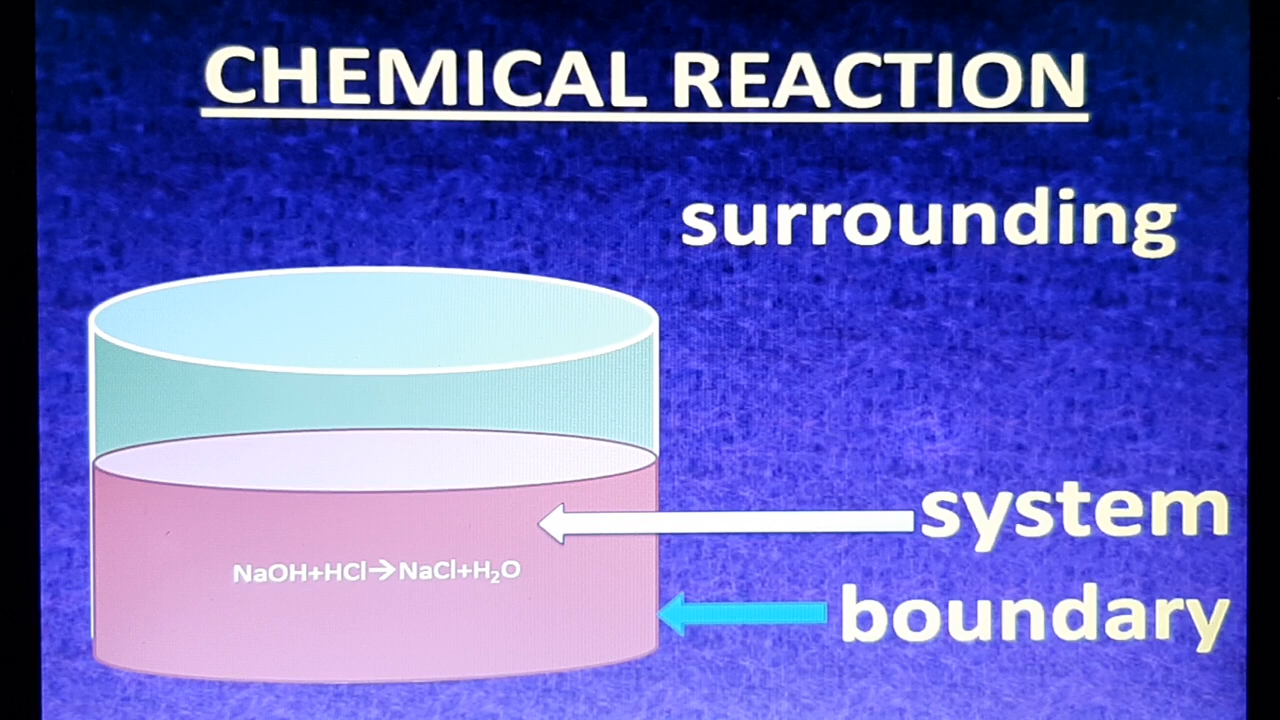 CHEMICAL REACTION
surrounding
system
NaOH+HCl→NaCl+H₂O
boundary